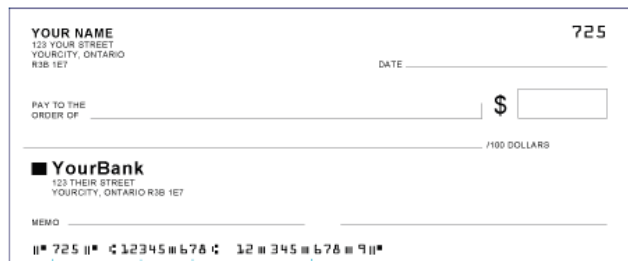 YOUR NAME 725
123 YOUR STREET
YOURCITY, ONTARIO
R3B 1E7 DATE
PAY TO THE
ORDER OF $
/100 DOLLARS
YourBank
123 THEIR STREET
YOURCITY, ONTARIO R3B 1E7
MEMO
⑈725⑈ ⑆12345⑉678⑆ 12⑉345⑉678⑉9⑈